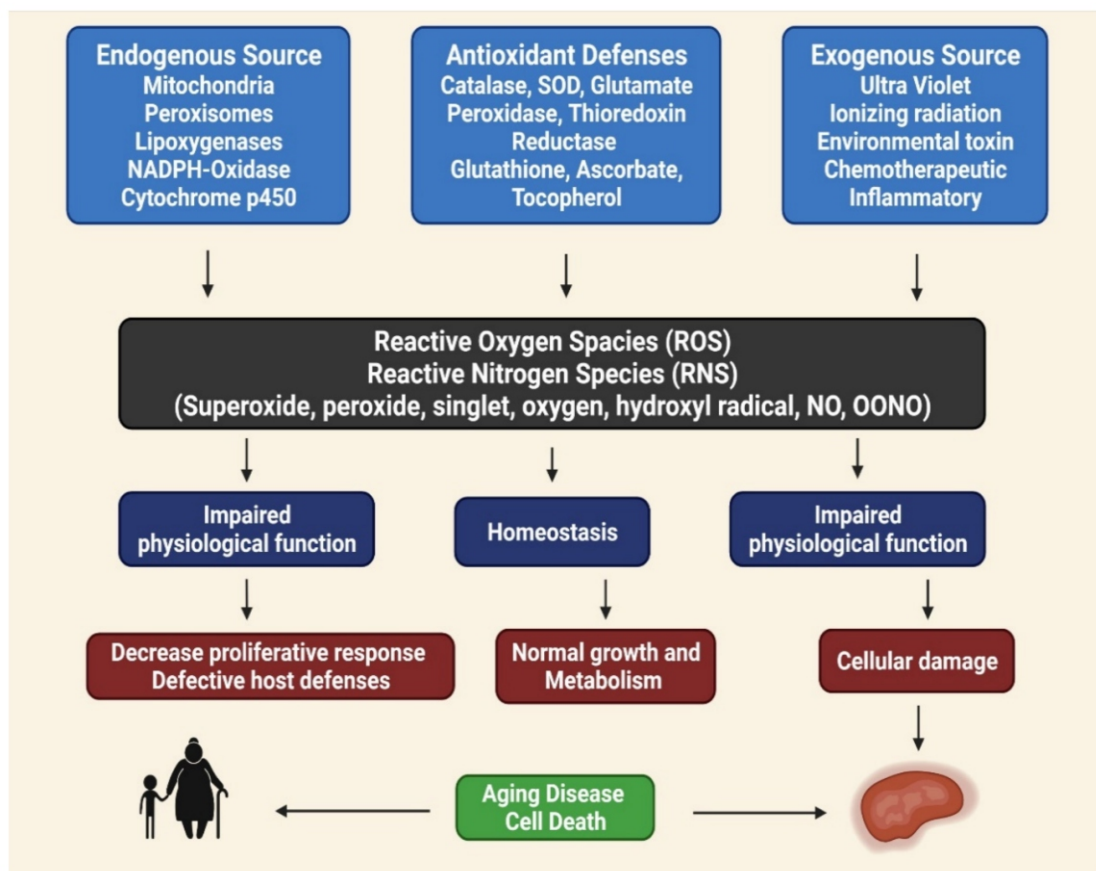 Endogenous Source
Mitochondria
Peroxisomes
Lipoxygenases
NADPH-Oxidase
Cytochrome p450
Antioxidant Defenses
Catalase, SOD, Glutamate
Peroxidase, Thioredoxin
Reductase
Glutathione, Ascorbate,
Tocopherol
Exogenous Source
Ultra Violet
Ionizing radiation
Environmental toxin
Chemotherapeutic
Inflammatory
Reactive Oxygen Spacies (ROS)
Reactive Nitrogen Species (RNS)
(Superoxide, peroxide, singlet, oxygen, hydroxyl radical, NO, OONO)
Impaired
physiological function
Homeostasis
Impaired
physiological function
Decrease proliferative response
Defective host defenses
Normal growth and
Metabolism
Cellular damage
Aging Disease
Cell Death